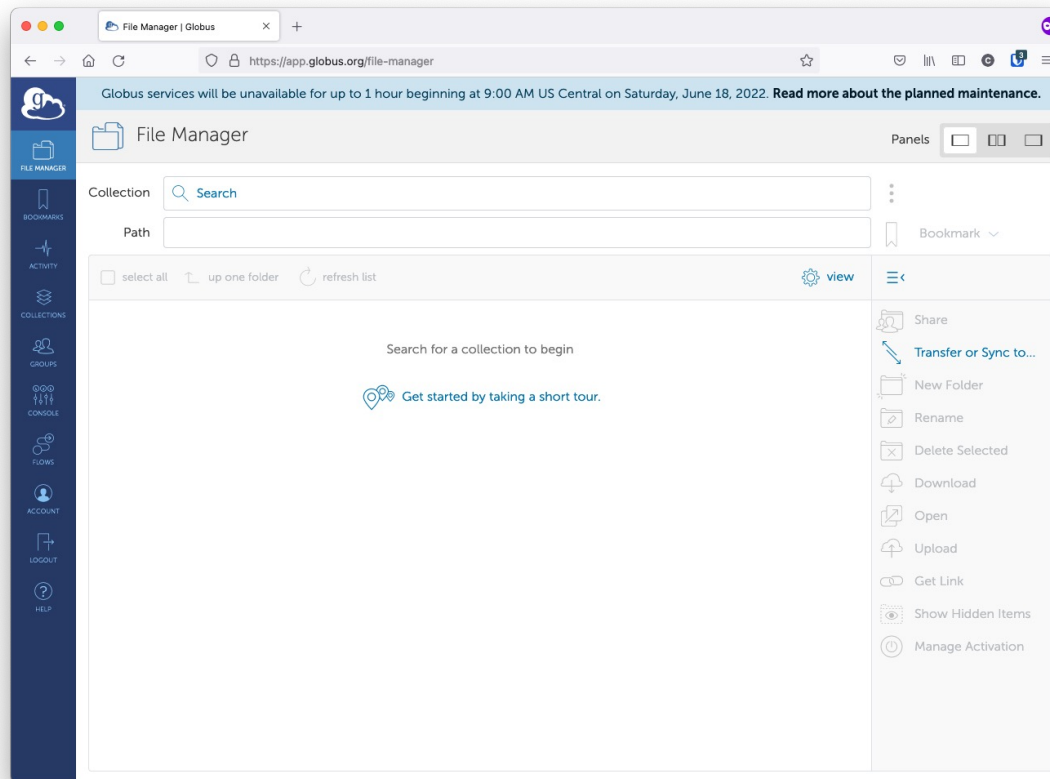 File Manager | Globus
https://app.globus.org/file-manager
3
Globus services will be unavailable for up to 1 hour beginning at 9:00 AM US Central on Saturday, June 18, 2022. Read more about the planned maintenance.
g
File Manager
Panels
FILE MANAGER
BOOKMARKS
ACTIVITY
COLLECTIONS
GROUPS
CONSOLE
FLOWS
ACCOUNT
LOGOUT
HELP
Collection Search
Path
Bookmark
select all up one folder refresh list view
Search for a collection to begin
Get started by taking a short tour.
Share
Transfer or Sync to...
New Folder
Rename
Delete Selected
Download
Open
Upload
Get Link
Show Hidden Items
Manage Activation